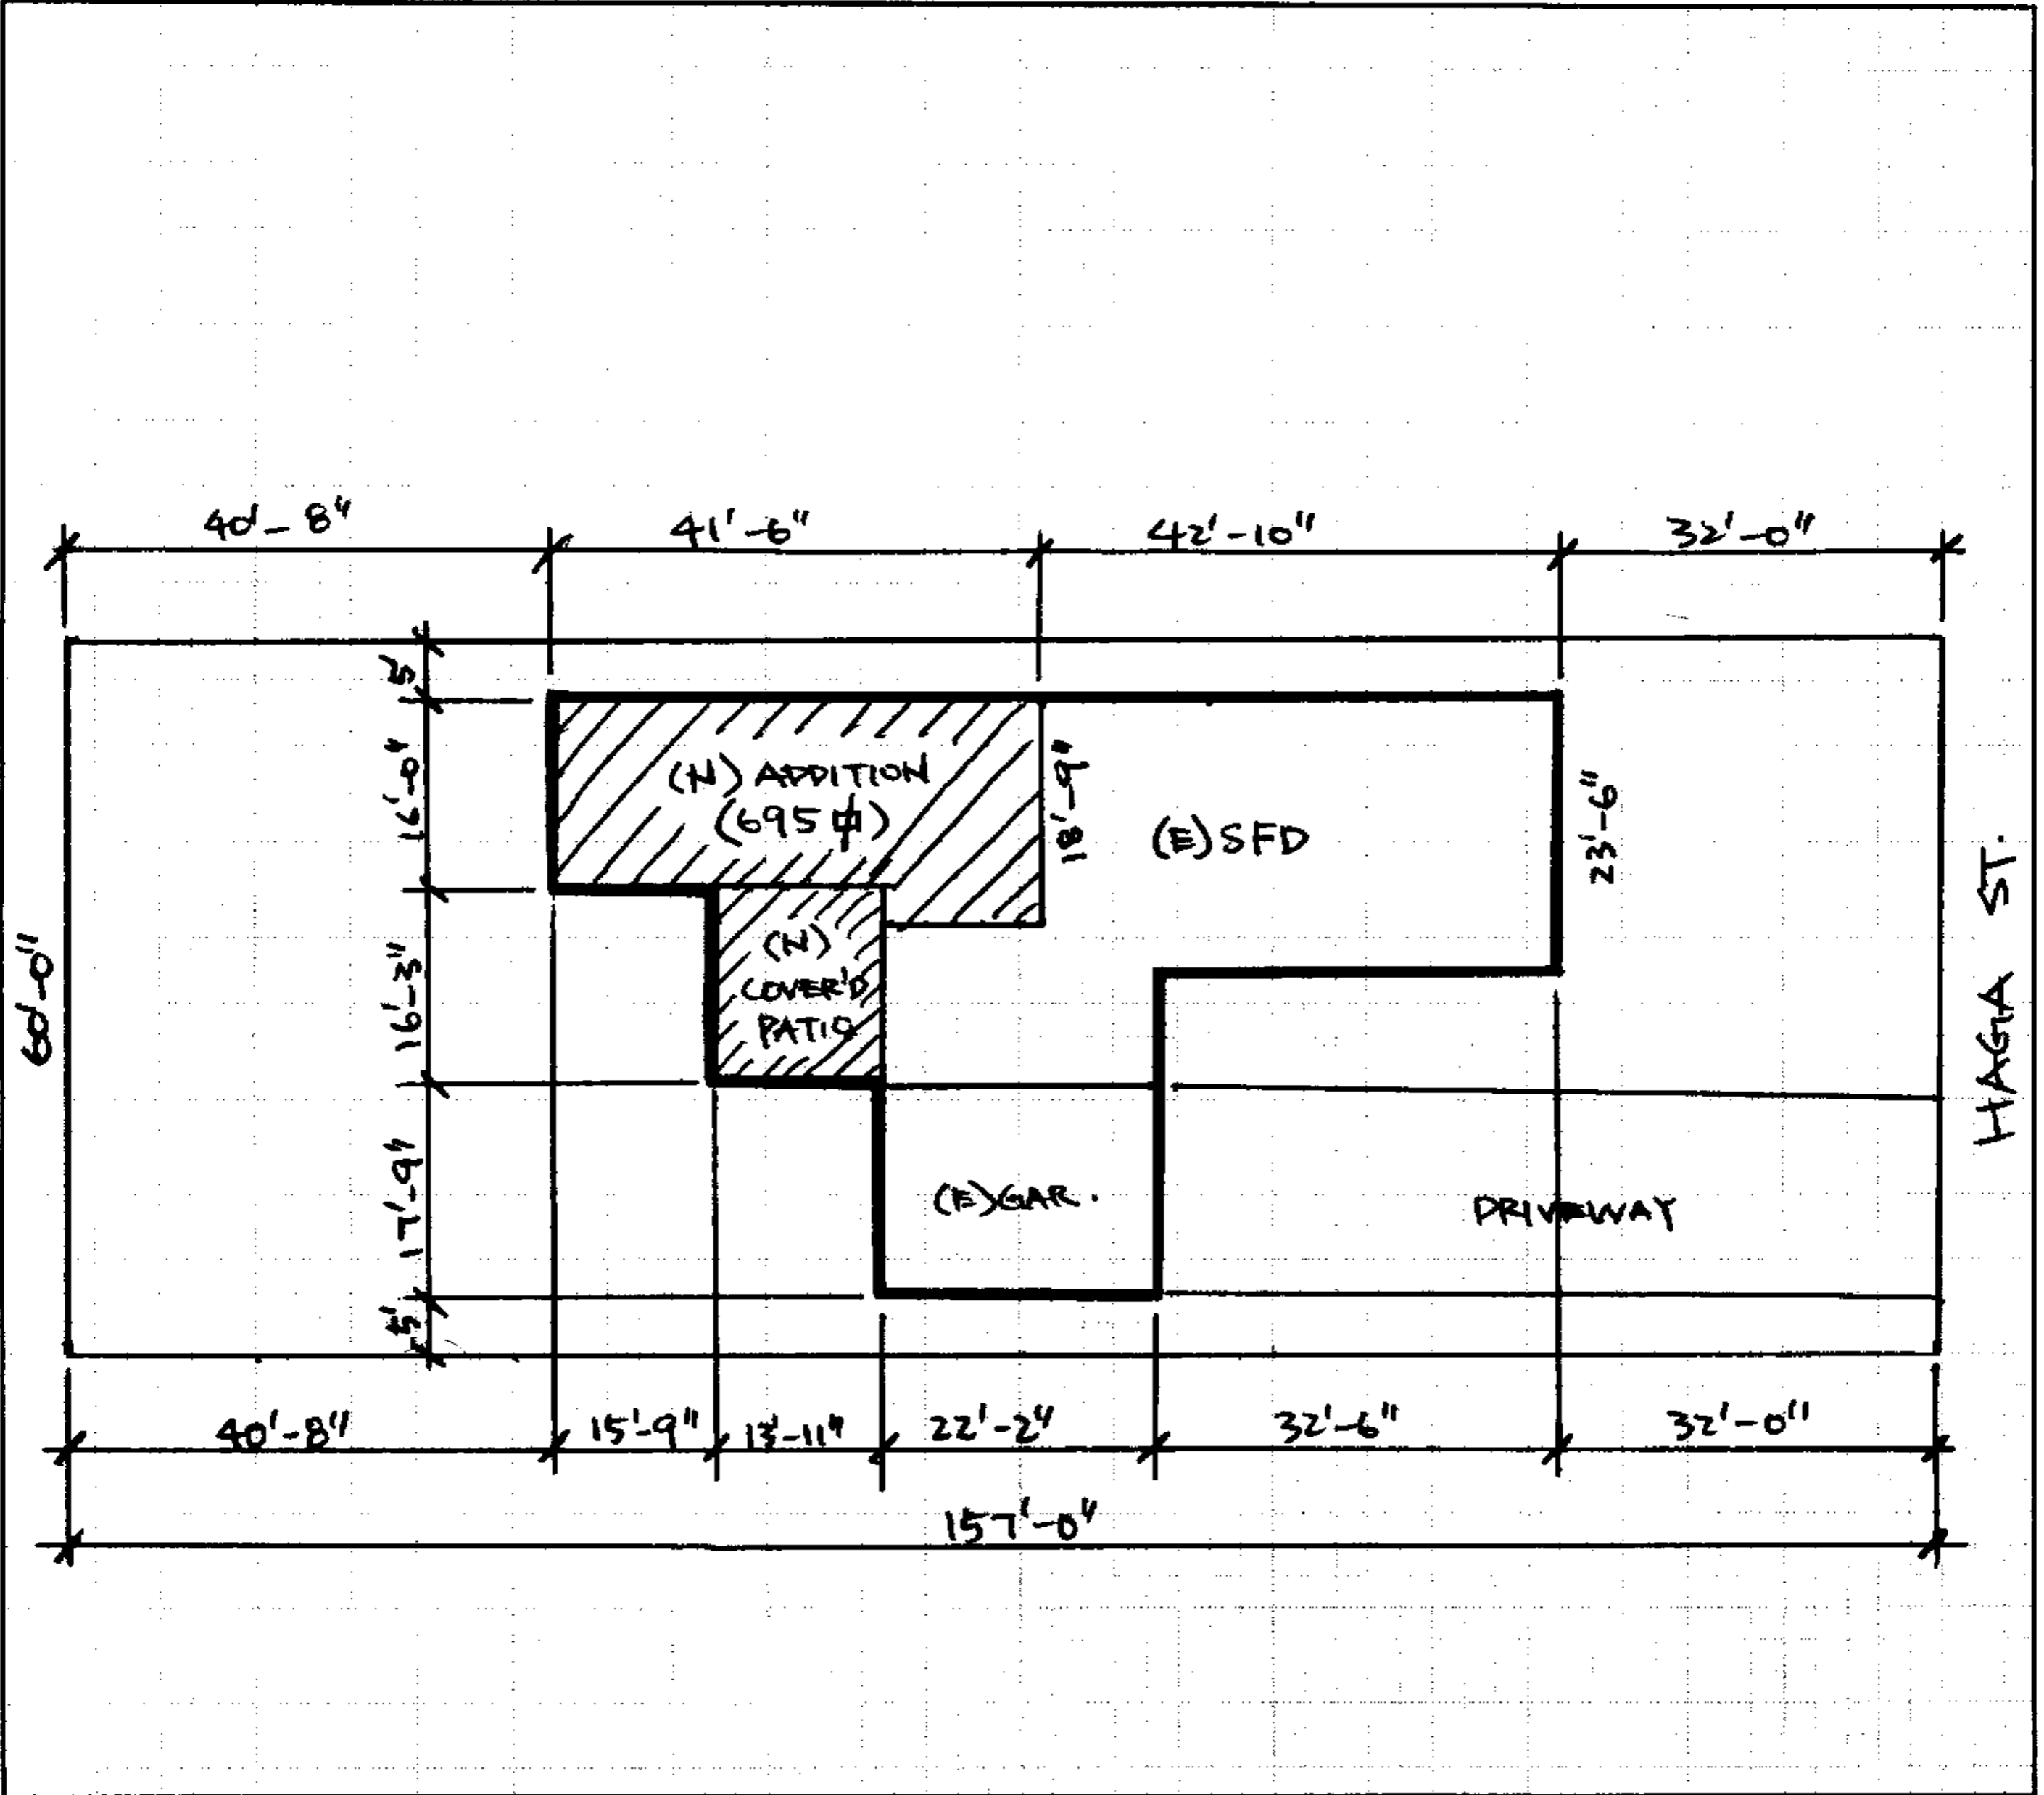 40'-8" 41'-6" 42'-10" 32'-0"
5'
16'-0"
16'-3"
17'-9"
5'
60'-0"
(N) ADDITION
(695 ⏍)
18'-9"
(E) SFD
23'-6"
(N)
COVER'D
PATIO
(E) GAR.
DRIVEWAY
HAGA ST.
40'-8" 15'-9" 13'-11" 22'-2" 32'-6" 32'-0"
157'-0"